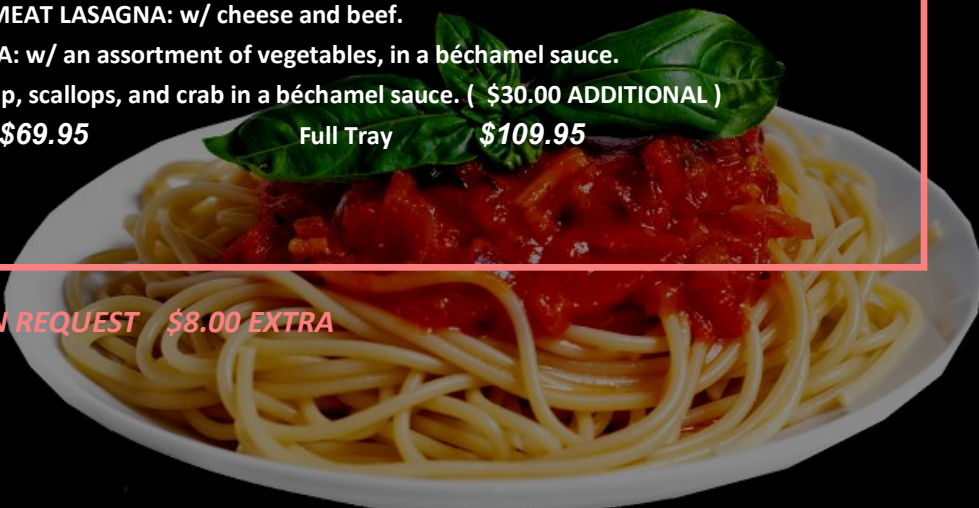 MEAT LASAGNA: w/ cheese and beef.
A: w/ an assortment of vegetables, in a béchamel sauce.
p, scallops, and crab in a béchamel sauce. ( $30.00 ADDITIONAL )
$69.95 Full Tray $109.95
N REQUEST $8.00 EXTRA